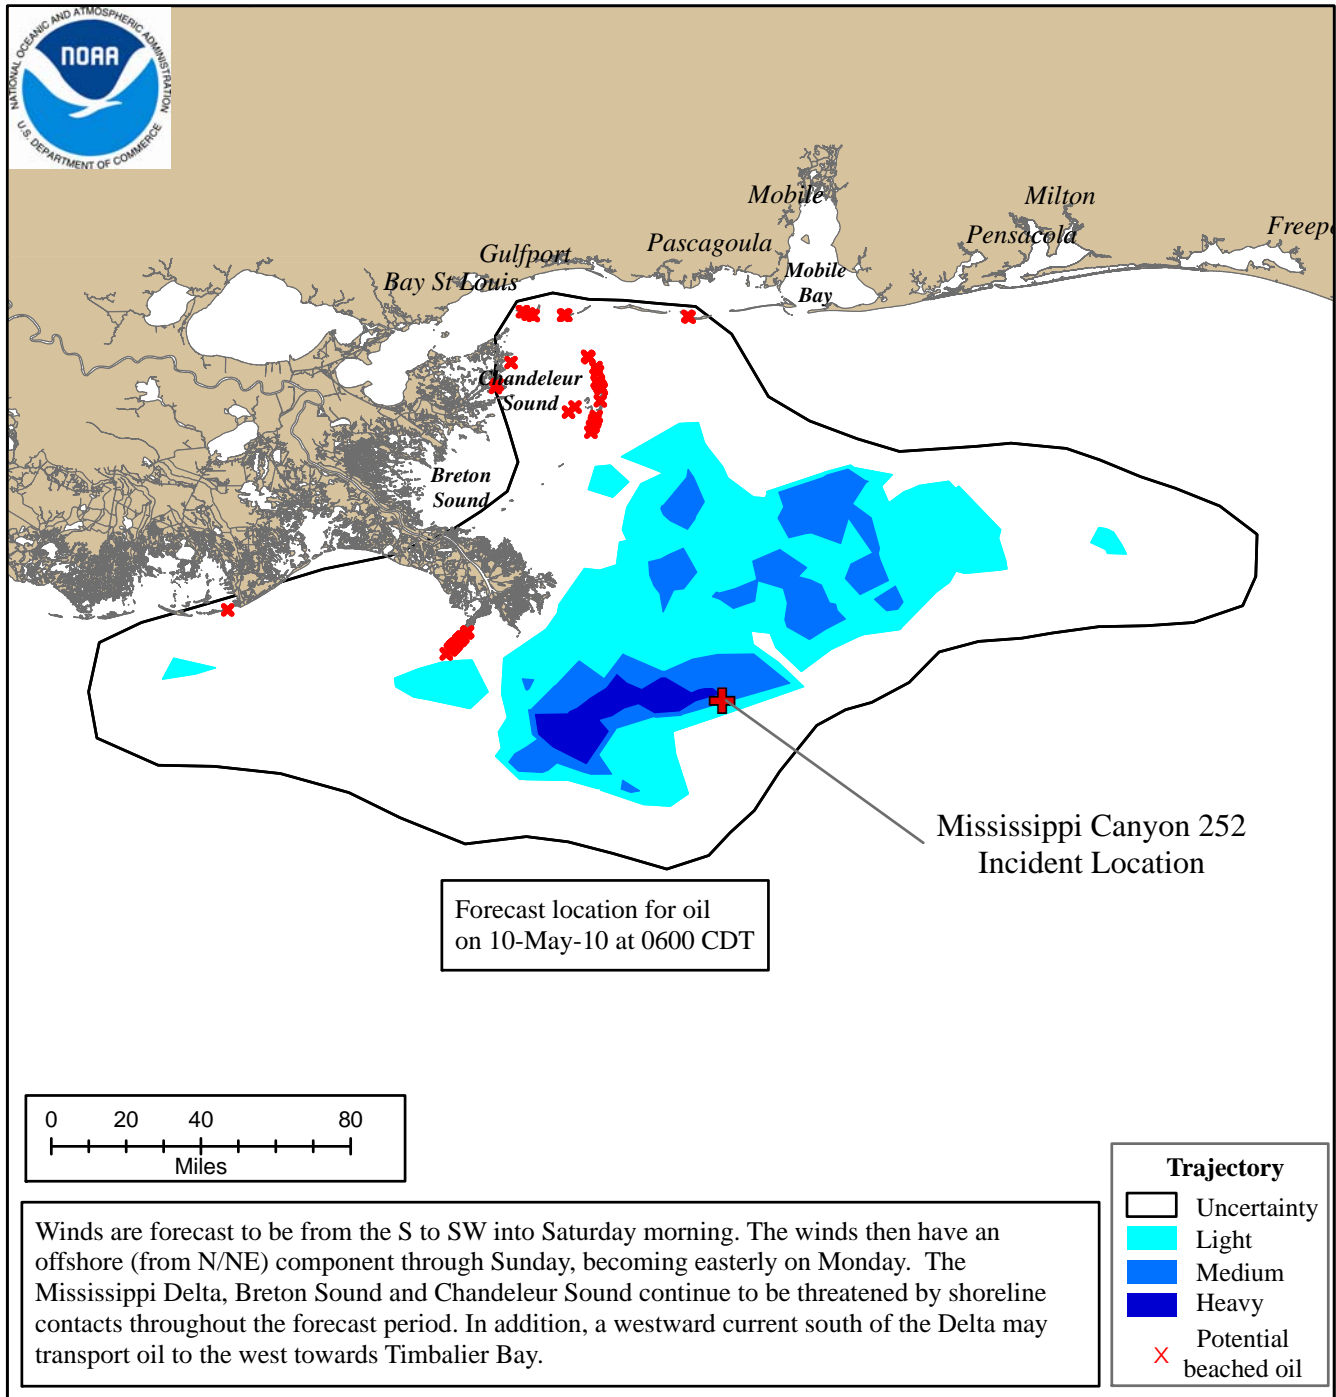 NATIONAL OCEANIC AND ATMOSPHERIC ADMINISTRATION
NOAA
U.S. DEPARTMENT OF COMMERCE
Mobile
Milton
Pensacola
Freepo
Pascagoula
Gulfport
Mobile
Bay
Bay St Louis
Chandeleur
Sound
Breton
Sound
Mississippi Canyon 252
Incident Location
Forecast location for oil
on 10-May-10 at 0600 CDT
0 20 40 80
Miles
Trajectory
Uncertainty
Light
Medium
Heavy
Potential
beached oil
Winds are forecast to be from the S to SW into Saturday morning. The winds then have an
offshore (from N/NE) component through Sunday, becoming easterly on Monday.  The
Mississippi Delta, Breton Sound and Chandeleur Sound continue to be threatened by shoreline
contacts throughout the forecast period. In addition, a westward current south of the Delta may
transport oil to the west towards Timbalier Bay.